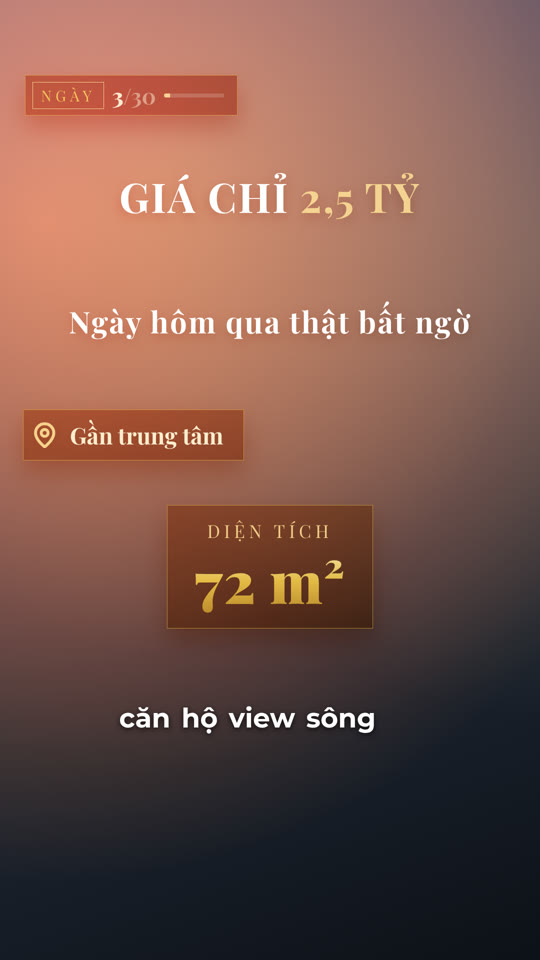 NGÀY 3/30
GIÁ CHỈ 2,5 TỶ
Ngày hôm qua thật bất ngờ
Gần trung tâm
DIỆN TÍCH
72 m²
căn hộ view sông